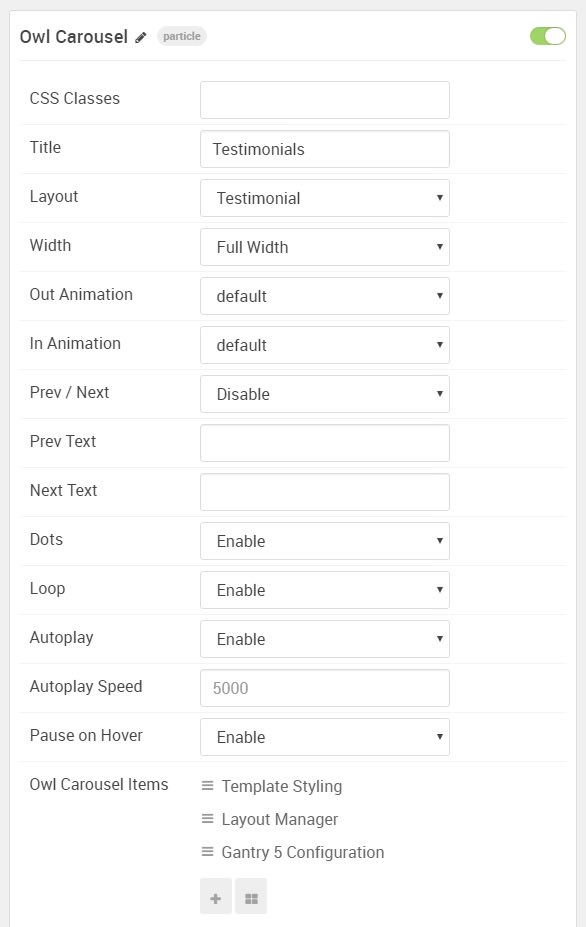 Owl Carousel particle
CSS Classes
Title Testimonials
Layout Testimonial
Width Full Width
Out Animation default
In Animation default
Prev / Next Disable
Prev Text
Next Text
Dots Enable
Loop Enable
Autoplay Enable
Autoplay Speed 5000
Pause on Hover Enable
Owl Carousel Items Template Styling
Layout Manager
Gantry 5 Configuration